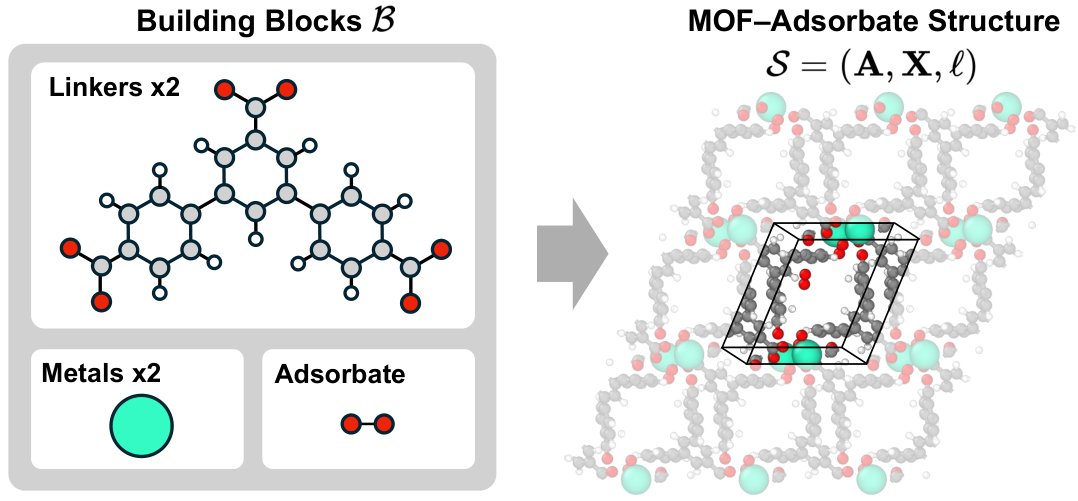 Building Blocks ℬ
MOF–Adsorbate Structure
𝒮 = (𝐀, 𝐗, ℓ)
Linkers x2
Metals x2
Adsorbate